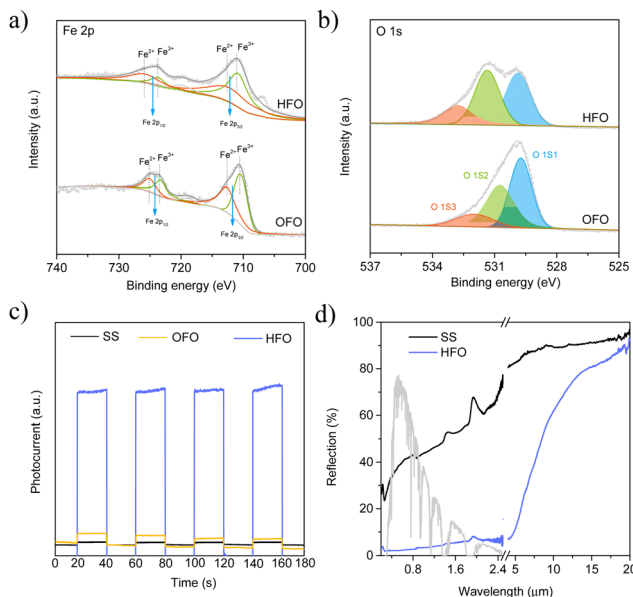 a)
Fe 2p
Fe2+ Fe3+
Fe2+ Fe3+
HFO
Fe 2p1/2
Fe 2p3/2
Fe2+ Fe3+
Fe2+ Fe3+
OFO
Fe 2p1/2
Fe 2p3/2
Intensity (a.u.)
740 730 720 710 700
Binding energy (eV)
b)
O 1s
HFO
O 1S1
O 1S2
O 1S3
OFO
Intensity (a.u.)
537 534 531 528 525
Binding energy (eV)
c)
SS OFO HFO
Photocurrent (a.u.)
0 20 40 60 80 100 120 140 160 180
Time (s)
d)
SS
HFO
100
80
60
40
20
0
Reflection (%)
0.8 1.6 2.4 5 10 15 20
Wavelength (μm)